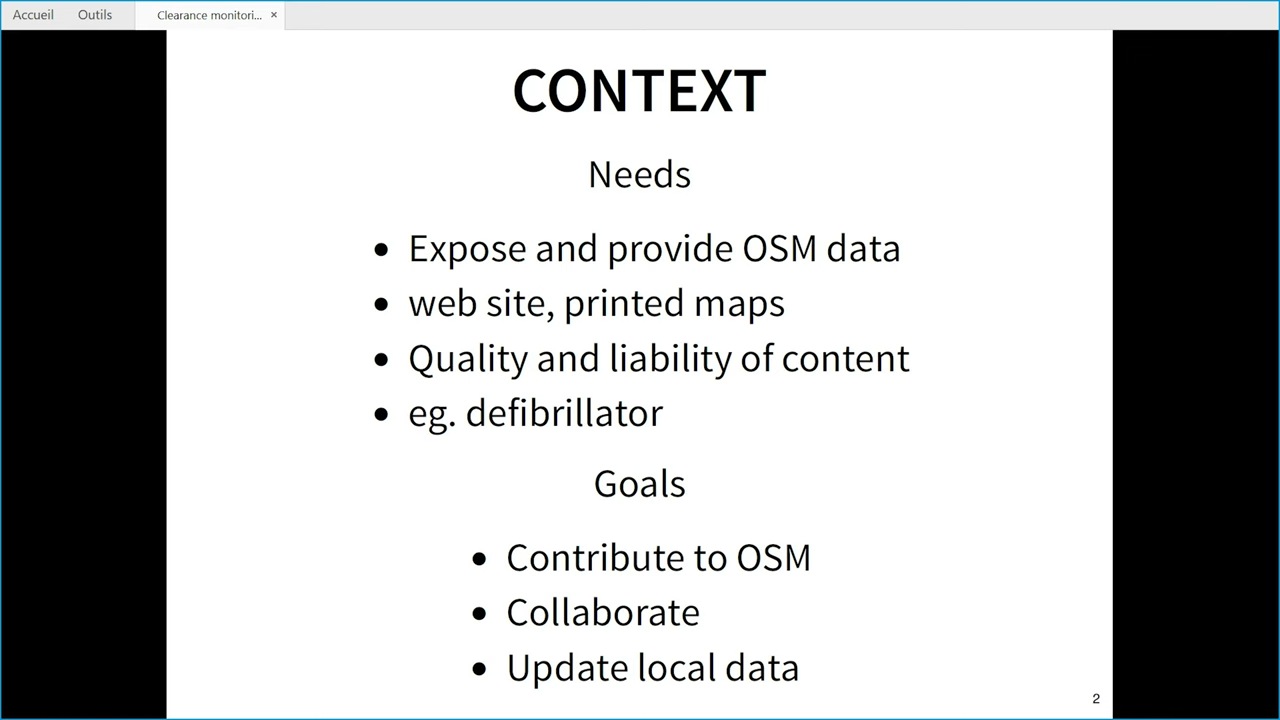 Accueil Outils Clearance monitori... ×
CONTEXT
Needs
• Expose and provide OSM data
• web site, printed maps
• Quality and liability of content
• eg. defibrillator
Goals
• Contribute to OSM
• Collaborate
• Update local data
2